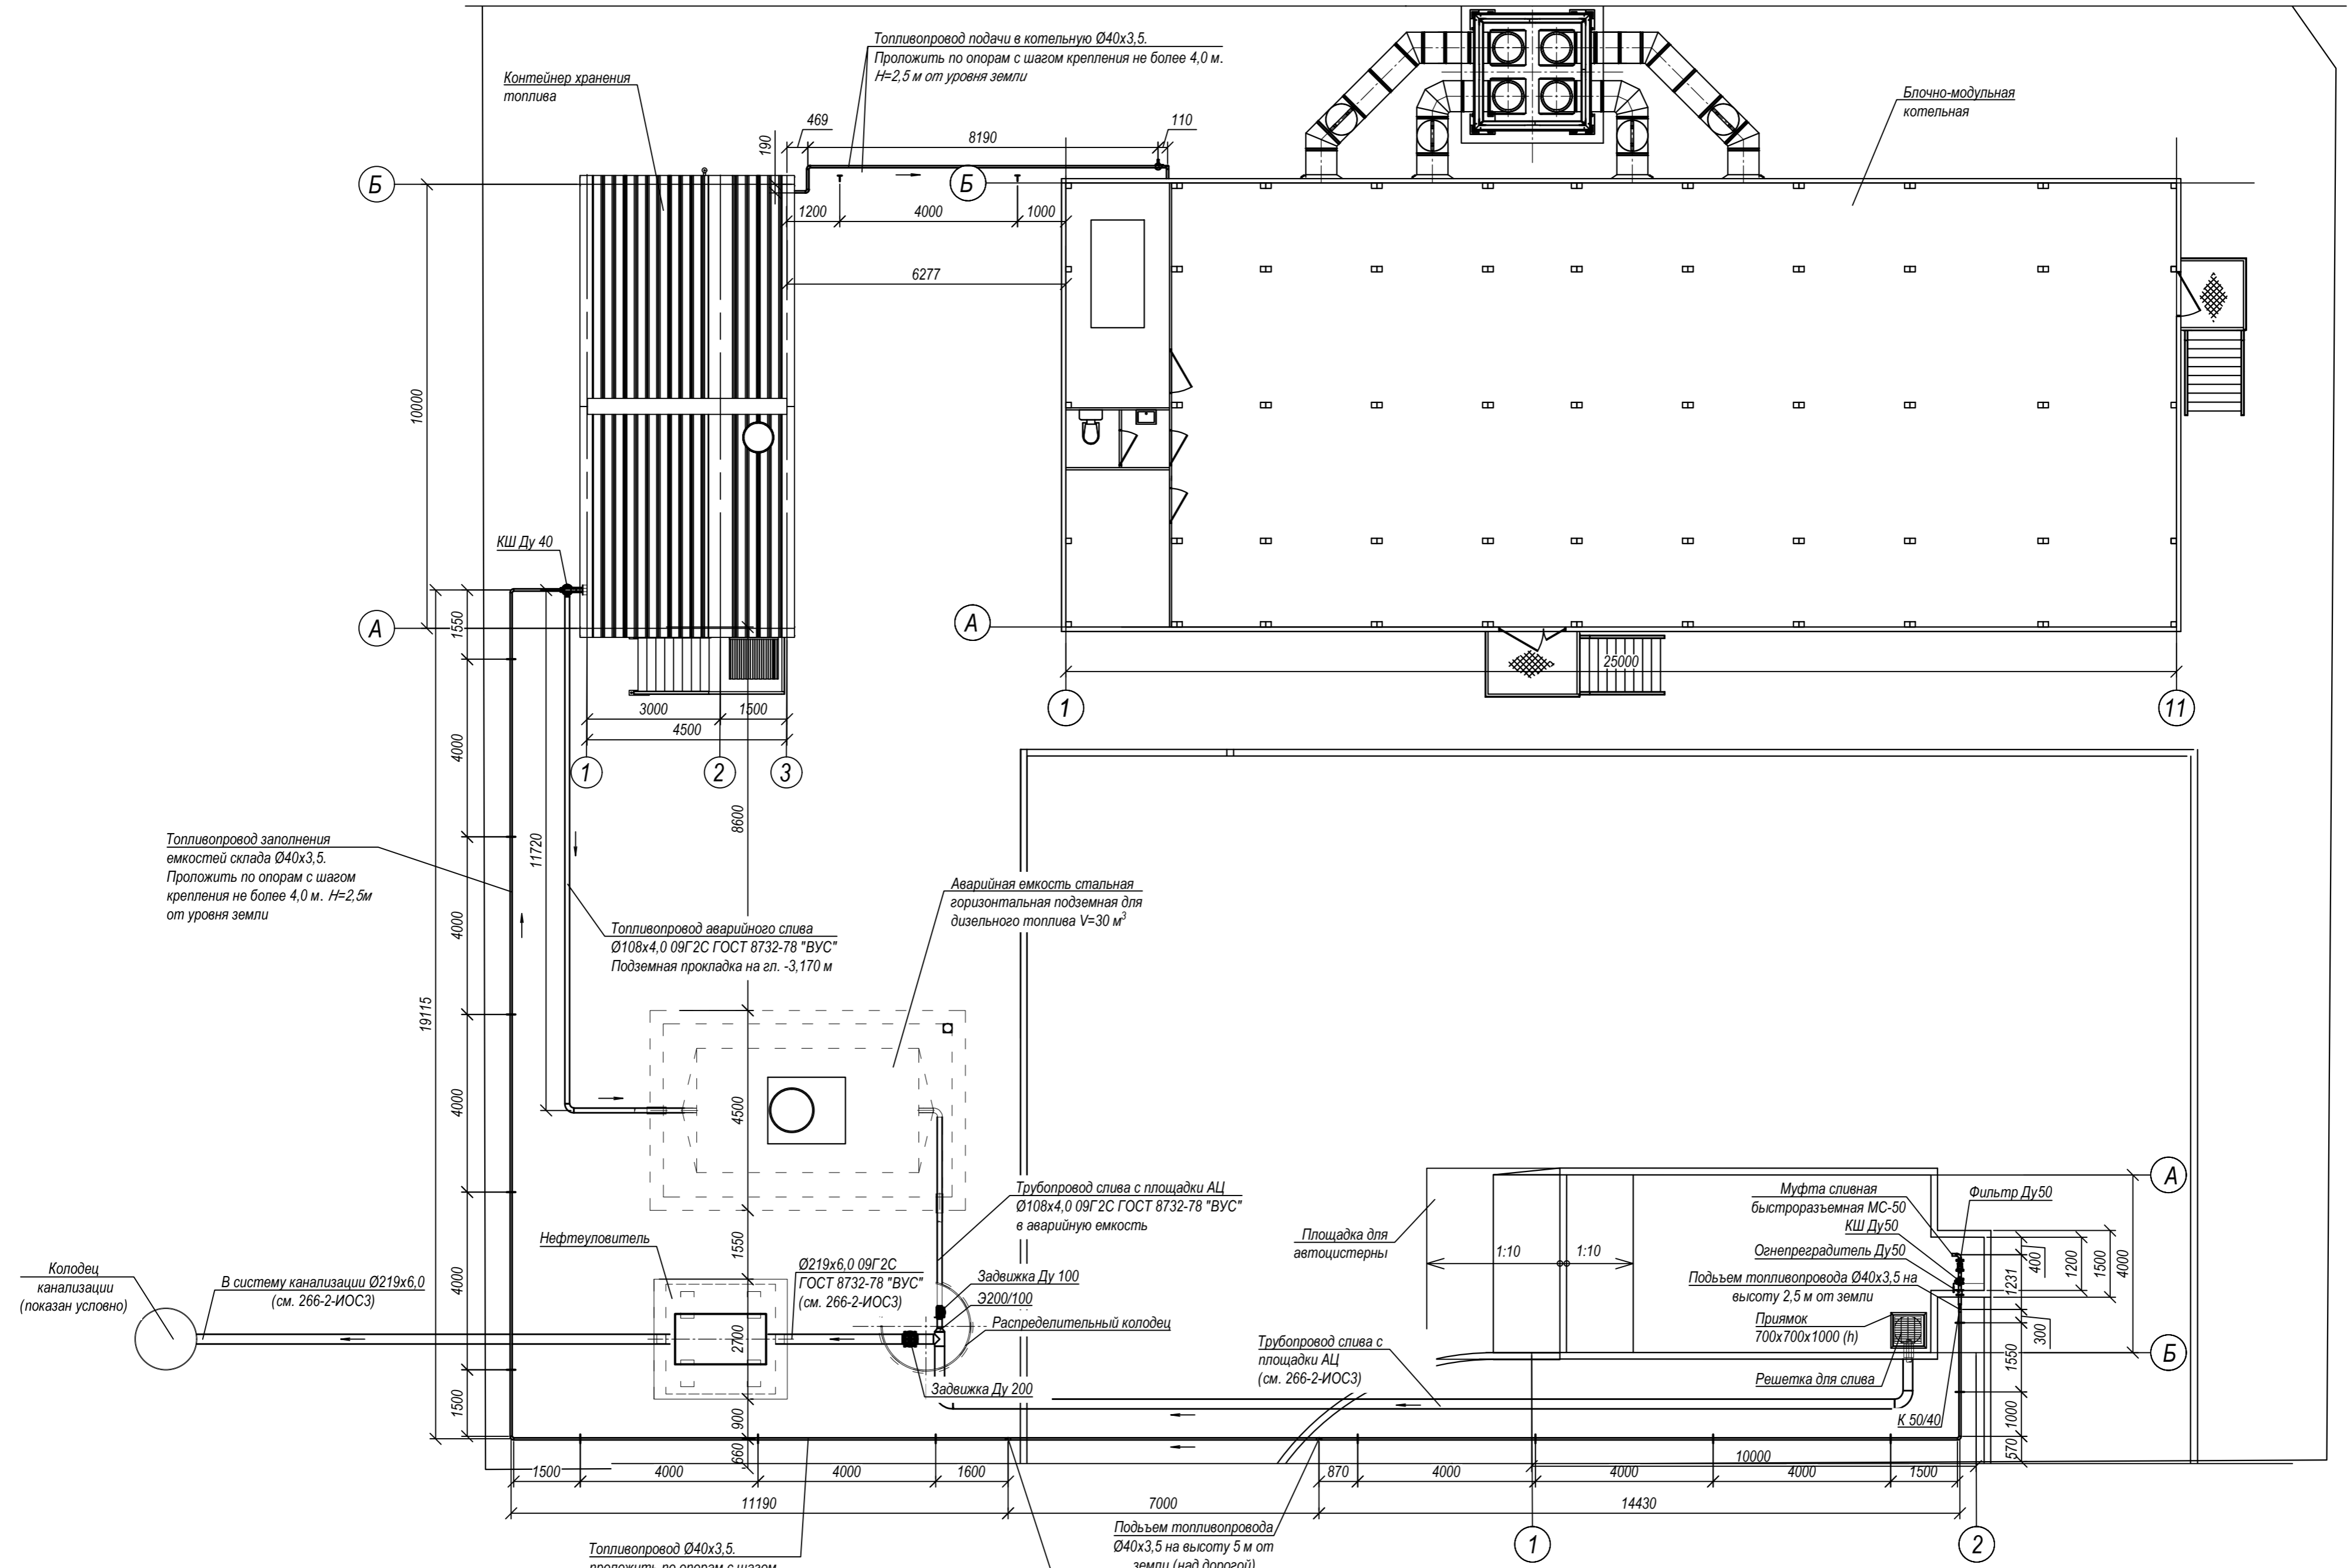 Топливопровод подачи в котельную Ø40х3,5.
Проложить по опорам с шагом крепления не более 4,0 м.
Н=2,5 м от уровня земли
Контейнер хранения
топлива
Блочно-модульная
котельная
469
8190
110
190
Б
Б
1200
4000
1000
6277
10000
КШ Ду 40
А
А
1550
25000
3000
1500
4500
1
11
1
2
3
4000
8600
11720
Топливопровод заполнения
емкостей склада Ø40х3,5.
Проложить по опорам с шагом
крепления не более 4,0 м. Н=2,5м
от уровня земли
4000
Топливопровод аварийного слива
Ø108х4,0 09Г2С ГОСТ 8732-78 "ВУС"
Подземная прокладка на гл. -3,170 м
Аварийная емкость стальная
горизонтальная подземная для
дизельного топлива V=30 м³
19115
4000
4500
4000
1500
1550
2700
900
660
Трубопровод слива с площадки АЦ
Ø108х4,0 09Г2С ГОСТ 8732-78 "ВУС"
в аварийную емкость
Нефтеуловитель
Ø219х6,0 09Г2С
ГОСТ 8732-78 "ВУС"
(см. 266-2-ИОС3)
Задвижка Ду 100
Э200/100
Распределительный колодец
Задвижка Ду 200
Колодец
канализации
(показан условно)
В систему канализации Ø219х6,0
(см. 266-2-ИОС3)
Площадка для
автоцистерны
1:10
1:10
Муфта сливная
быстроразъемная МС-50
Фильтр Ду50
КШ Ду50
Огнепреградитель Ду50
Подьем топливопровода Ø40х3,5 на
высоту 2,5 м от земли
Приямок
700х700х1000 (h)
Решетка для слива
К 50/40
Трубопровод слива с
площадки АЦ
(см. 266-2-ИОС3)
А
Б
400
1231
1200
1500
4000
300
1550
1000
570
1500
4000
4000
1600
870
4000
10000
4000
4000
1500
11190
7000
14430
1
2
Топливопровод Ø40х3,5.
проложить по опорам с шагом
Подьем топливопровода
Ø40х3,5 на высоту 5 м от
земли (над дорогой)